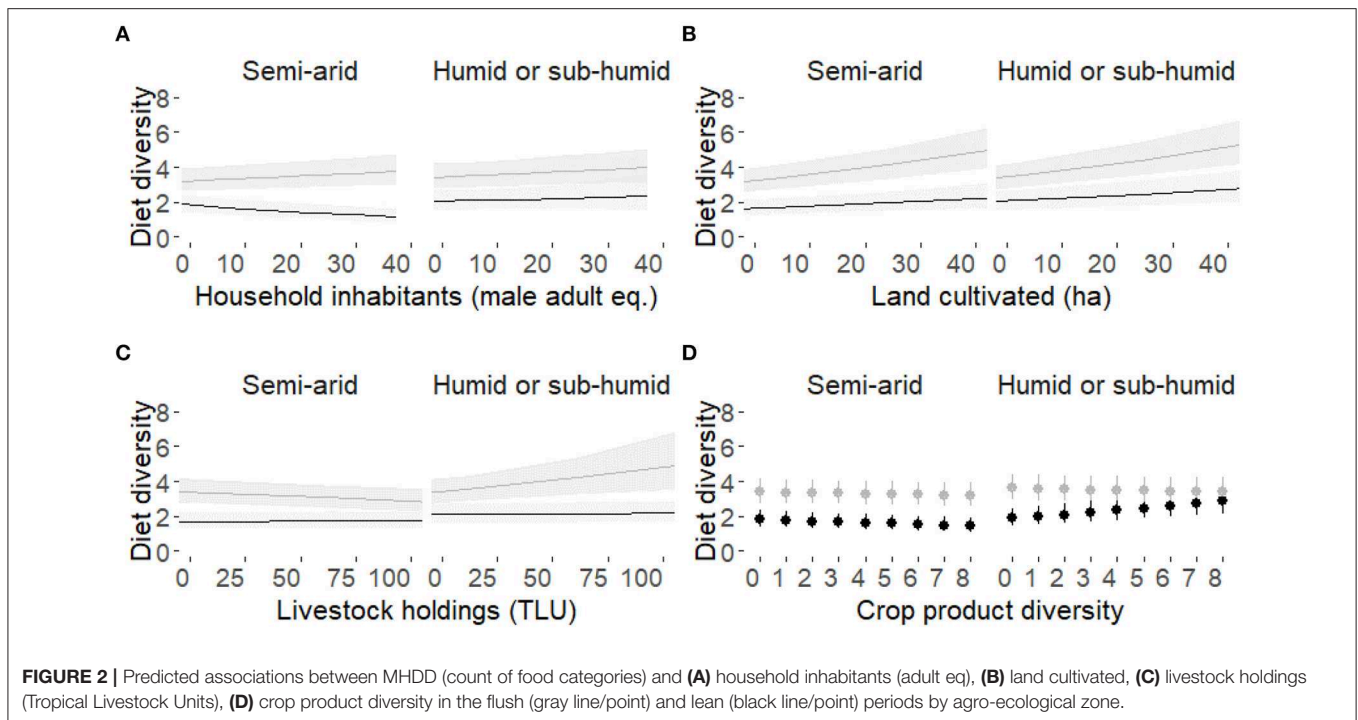 A
Semi-arid
Humid or sub-humid
Diet diversity
8
6
4
2
0
0 10 20 30 40 0 10 20 30 40
Household inhabitants (male adult eq.)
B
Semi-arid
Humid or sub-humid
Diet diversity
8
6
4
2
0
0 10 20 30 40 0 10 20 30 40
Land cultivated (ha)
C
Semi-arid
Humid or sub-humid
Diet diversity
8
6
4
2
0
0 25 50 75 100 0 25 50 75 100
Livestock holdings (TLU)
D
Semi-arid
Humid or sub-humid
Diet diversity
8
6
4
2
0
0 1 2 3 4 5 6 7 8 0 1 2 3 4 5 6 7 8
Crop product diversity
FIGURE 2 | Predicted associations between MHDD (count of food categories) and (A) household inhabitants (adult eq), (B) land cultivated, (C) livestock holdings
(Tropical Livestock Units), (D) crop product diversity in the flush (gray line/point) and lean (black line/point) periods by agro-ecological zone.